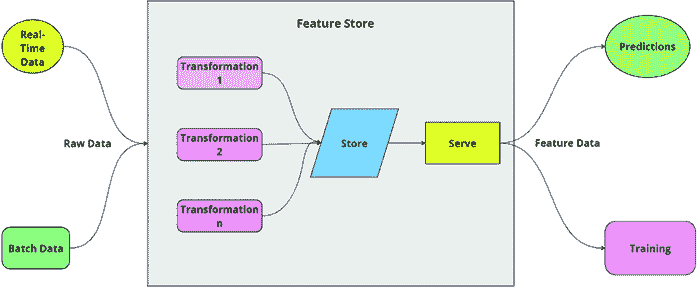 Real-
Time
Data
Feature Store
Predictions
Transformation
1
Raw Data
Transformation
2
Store
Serve
Feature Data
Transformation
n
Batch Data
Training